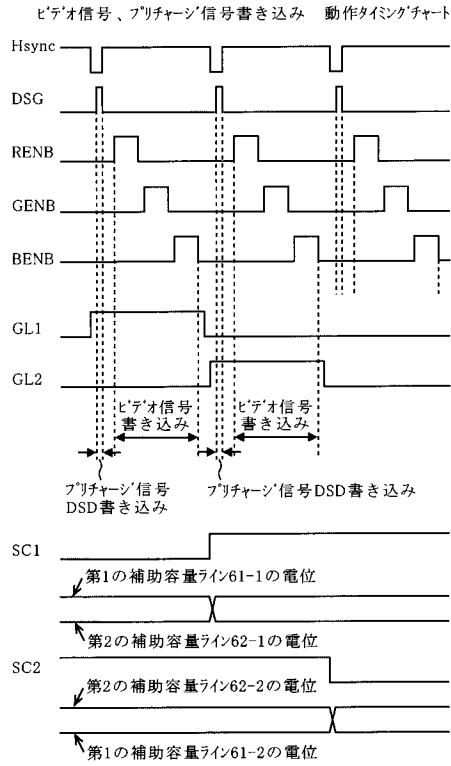 ビデオ信号、プリチャージ信号書き込み 動作タイミングチャート
Hsync
DSG
RENB
GENB
BENB
GL1
GL2
ビデオ信号
書き込み
ビデオ信号
書き込み
プリチャージ信号
DSD書き込み
プリチャージ信号DSD書き込み
SC1
第1の補助容量ライン61-1の電位
第2の補助容量ライン62-1の電位
SC2
第2の補助容量ライン62-2の電位
第1の補助容量ライン61-2の電位